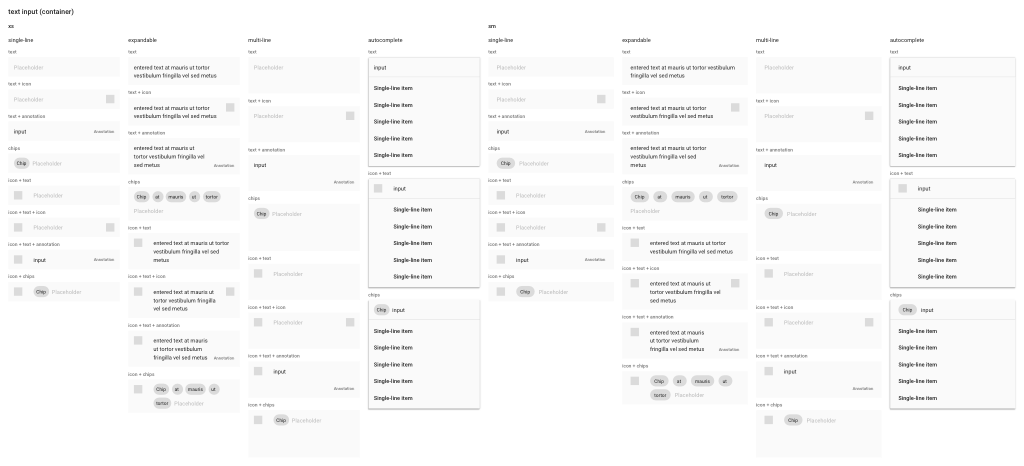 text input (container)
xs
single-line
text
Placeholder
text + icon
Placeholder
text + annotation
input
Annotation
chips
Chip Placeholder
icon + text
Placeholder
icon + text + icon
Placeholder
icon + text + annotation
input
Annotation
icon + chips
Chip Placeholder
expandable
text
entered text at mauris ut tortor
vestibulum fringilla vel sed metus
text + icon
entered text at mauris ut tortor
vestibulum fringilla vel sed metus
text + annotation
entered text at mauris ut
tortor vestibulum fringilla vel
sed metus
Annotation
chips
Chip at mauris ut tortor
Placeholder
icon + text
entered text at mauris ut tortor
vestibulum fringilla vel sed
metus
icon + text + icon
entered text at mauris ut
tortor vestibulum fringilla
vel sed metus
icon + text + annotation
entered text at mauris
ut tortor vestibulum
fringilla vel sed metus
Annotation
icon + chips
Chip at mauris ut
tortor Placeholder
multi-line
text
Placeholder
text + icon
Placeholder
text + annotation
input
Annotation
chips
Chip Placeholder
icon + text
Placeholder
icon + text + icon
Placeholder
icon + text + annotation
input
Annotation
icon + chips
Chip Placeholder
autocomplete
text
input
Single-line item
Single-line item
Single-line item
Single-line item
Single-line item
icon + text
input
Single-line item
Single-line item
Single-line item
Single-line item
Single-line item
chips
Chip input
Single-line item
Single-line item
Single-line item
Single-line item
Single-line item
sm
single-line
text
Placeholder
text + icon
Placeholder
text + annotation
input
Annotation
chips
Chip Placeholder
icon + text
Placeholder
icon + text + icon
Placeholder
icon + text + annotation
input
Annotation
icon + chips
Chip Placeholder
expandable
text
entered text at mauris ut tortor vestibulum
fringilla vel sed metus
text + icon
entered text at mauris ut tortor
vestibulum fringilla vel sed metus
text + annotation
entered text at mauris ut tortor
vestibulum fringilla vel sed
metus
Annotation
chips
Chip at mauris ut tortor
Placeholder
icon + text
entered text at mauris ut tortor
vestibulum fringilla vel sed metus
icon + text + icon
entered text at mauris ut
tortor vestibulum fringilla vel
sed metus
icon + text + annotation
entered text at mauris
ut tortor vestibulum
fringilla vel sed metus
Annotation
icon + chips
Chip at mauris ut
tortor Placeholder
multi-line
text
Placeholder
text + icon
Placeholder
text + annotation
input
Annotation
chips
Chip Placeholder
icon + text
Placeholder
icon + text + icon
Placeholder
icon + text + annotation
input
Annotation
icon + chips
Chip Placeholder
autocomplete
text
input
Single-line item
Single-line item
Single-line item
Single-line item
Single-line item
icon + text
input
Single-line item
Single-line item
Single-line item
Single-line item
Single-line item
chips
Chip input
Single-line item
Single-line item
Single-line item
Single-line item
Single-line item